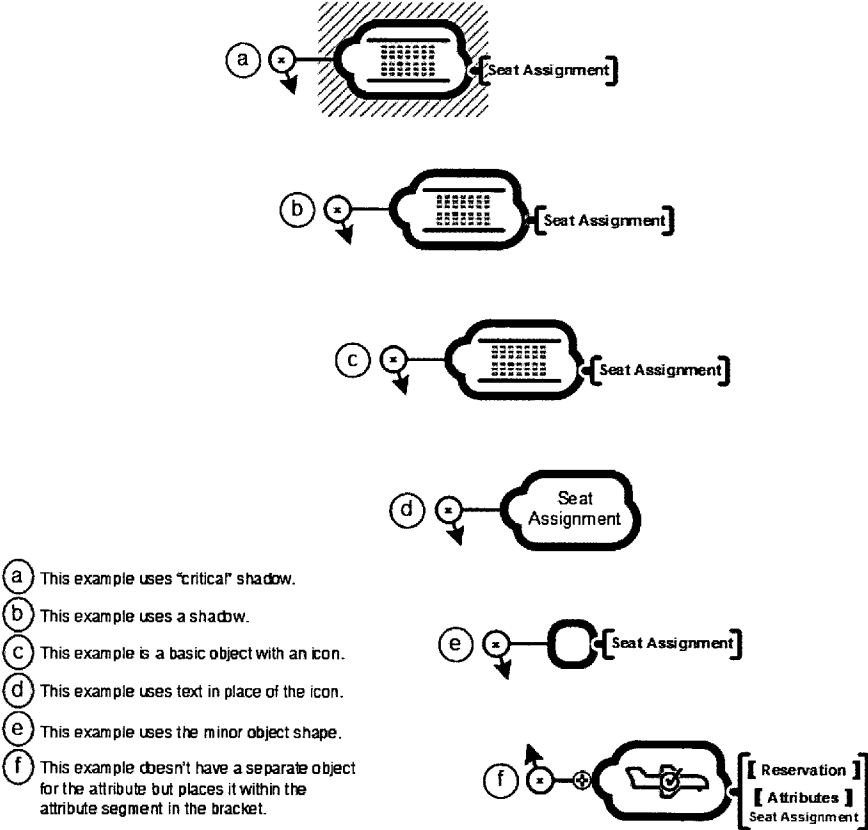 a x Seat Assignment
b x Seat Assignment
c x Seat Assignment
d x Seat
Assignment
a This example uses "critical" shadow.
b This example uses a shadow.
c This example is a basic object with an icon.
d This example uses text in place of the icon.
e This example uses the minor object shape.
f This example doesn't have a separate object
for the attribute but places it within the
attribute segment in the bracket.
e x [Seat Assignment]
f x [ Reservation ]
[ Attributes ]
Seat Assignment